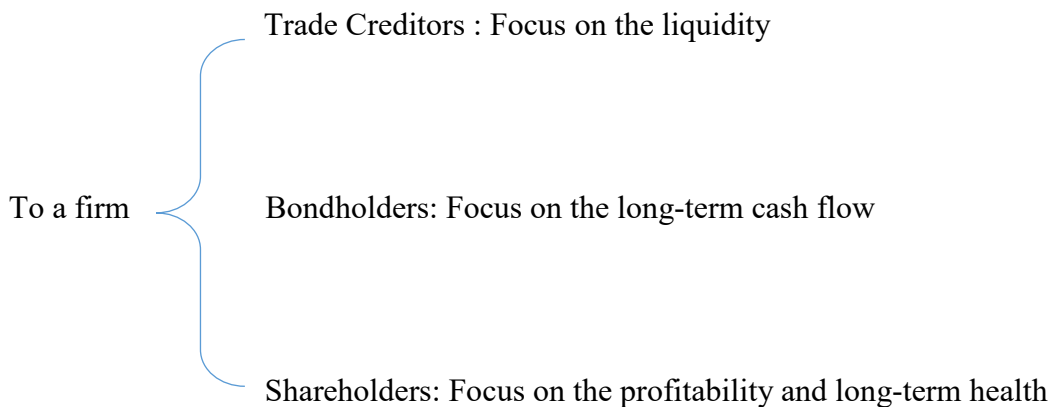 Trade Creditors : Focus on the liquidity
To a firm
Bondholders: Focus on the long-term cash flow
Shareholders: Focus on the profitability and long-term health